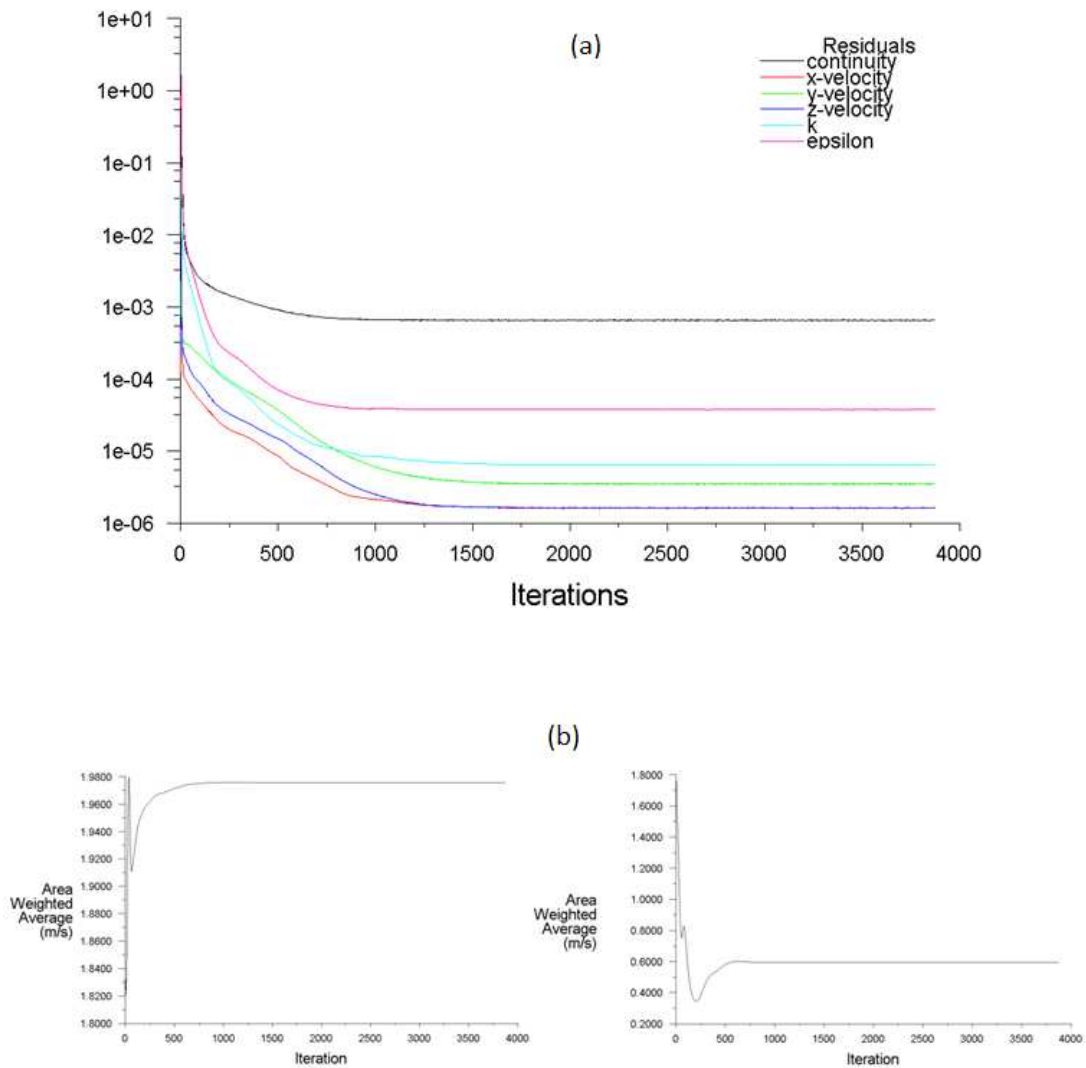 (a)
Residuals
continuity
x-velocity
y-velocity
z-velocity
k
epsilon
1e+01
1e+00
1e-01
1e-02
1e-03
1e-04
1e-05
1e-06
0 500 1000 1500 2000 2500 3000 3500 4000
Iterations
(b)
1.9800
1.9600
1.9400
1.9200
1.9000
1.8800
1.8600
1.8400
1.8200
1.8000
Area
Weighted
Average
(m/s)
0 500 1000 1500 2000 2500 3000 3500 4000
Iteration
1.8000
1.6000
1.4000
1.2000
1.0000
0.8000
0.6000
0.4000
0.2000
Area
Weighted
Average
(m/s)
0 500 1000 1500 2000 2500 3000 3500 4000
Iteration